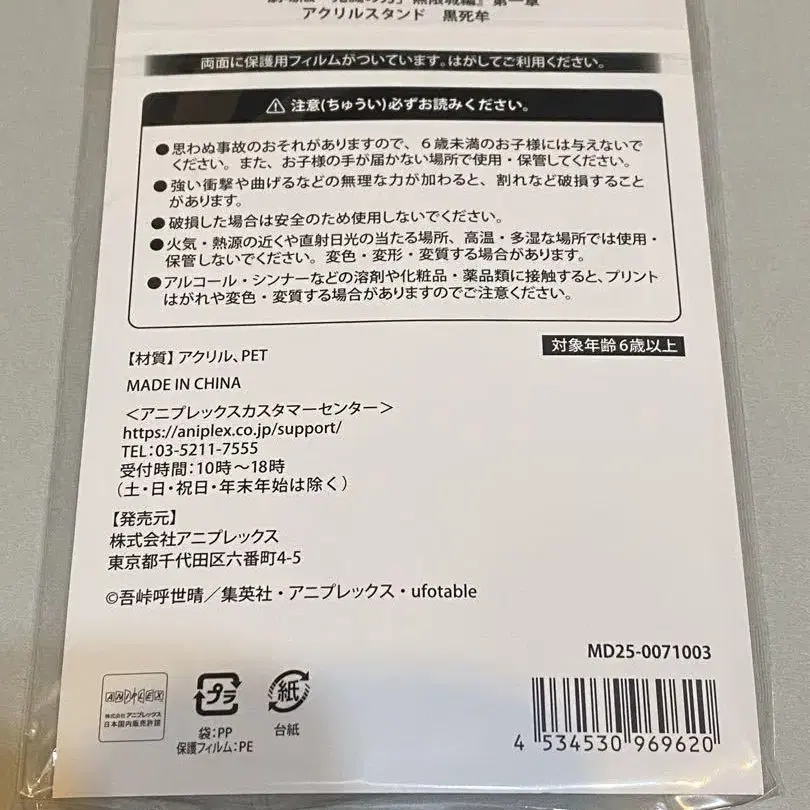 無限城編』第一章
アクリルスタンド 黒死牟
両面に保護用フィルムがついています。はがしてご利用ください。
⚠ 注意(ちゅうい)必ずお読みください。
●思わぬ事故のおそれがありますので、6歳未満のお子様には与えないで
ください。また、お子様の手が届かない場所で使用・保管してください。
●強い衝撃や曲げるなどの無理な力が加わると、割れなど破損すること
があります。
●破損した場合は安全のため使用しないでください。
●火気・熱源の近くや直射日光の当たる場所、高温・多湿な場所では使用・
保管しないでください。変色・変形・変質する場合があります。
●アルコール・シンナーなどの溶剤や化粧品・薬品類に接触すると、プリント
はがれや変色・変質する場合がありますのでご注意ください。
【材質】アクリル、PET
対象年齢6歳以上
MADE IN CHINA
<アニプレックスカスタマーセンター>
https://aniplex.co.jp/support/
TEL:03-5211-7555
受付時間:10時~18時
(土・日・祝日・年末年始は除く)
【発売元】
株式会社アニプレックス
東京都千代田区六番町4-5
©吾峠呼世晴/集英社・アニプレックス・ufotable
MD25-0071003
ANIPLEX
株式会社アニプレックス
日本国内販売許諾
プラ
袋:PP
保護フィルム:PE
紙
台紙
4 534530 969620